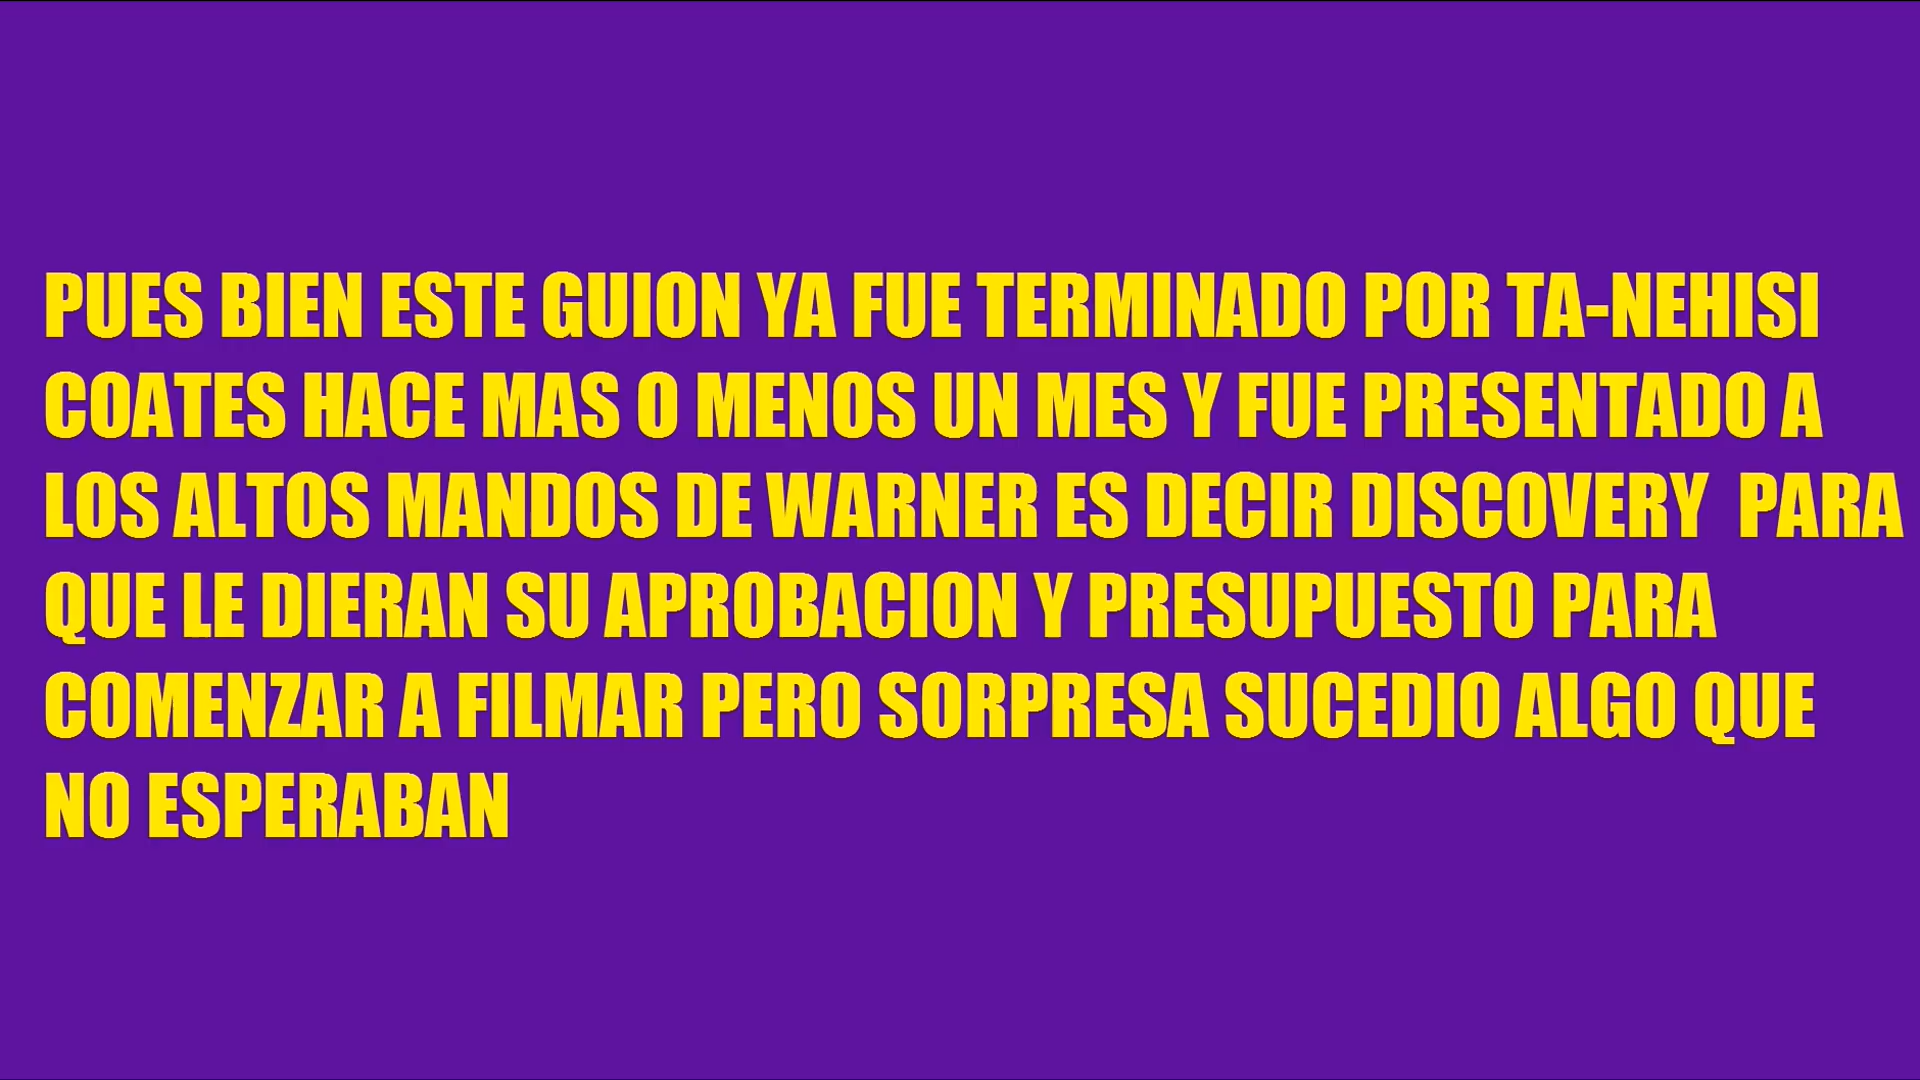 PUES BIEN ESTE GUION YA FUE TERMINADO POR TA-NEHISI
COATES HACE MAS O MENOS UN MES Y FUE PRESENTADO A
LOS ALTOS MANDOS DE WARNER ES DECIR DISCOVERY  PARA
QUE LE DIERAN SU APROBACION Y PRESUPUESTO PARA
COMENZAR A FILMAR PERO SORPRESA SUCEDIO ALGO QUE
NO ESPERABAN